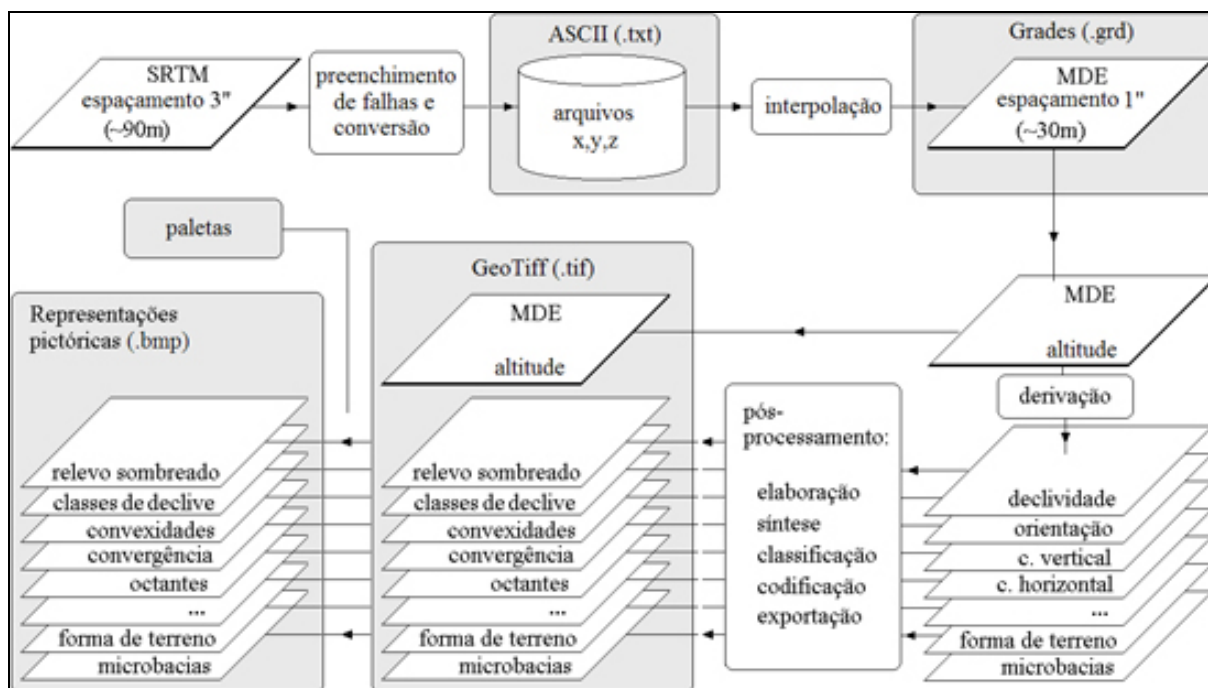 SRTM
espaçamento 3"
(~90m)
preenchimento
de falhas e
conversão
ASCII (.txt)
arquivos
x,y,z
interpolação
Grades (.grd)
MDE
espaçamento 1"
(~30m)
paletas
Representações
pictóricas (.bmp)
relevo sombreado
classes de declive
convexidades
convergência
octantes
...
forma de terreno
microbacias
GeoTiff (.tif)
MDE
altitude
relevo sombreado
classes de declive
convexidades
convergência
octantes
...
forma de terreno
microbacias
pós-
processamento:
elaboração
síntese
classificação
codificação
exportação
MDE
altitude
derivação
declividade
orientação
c. vertical
c. horizontal
...
forma de terreno
microbacias